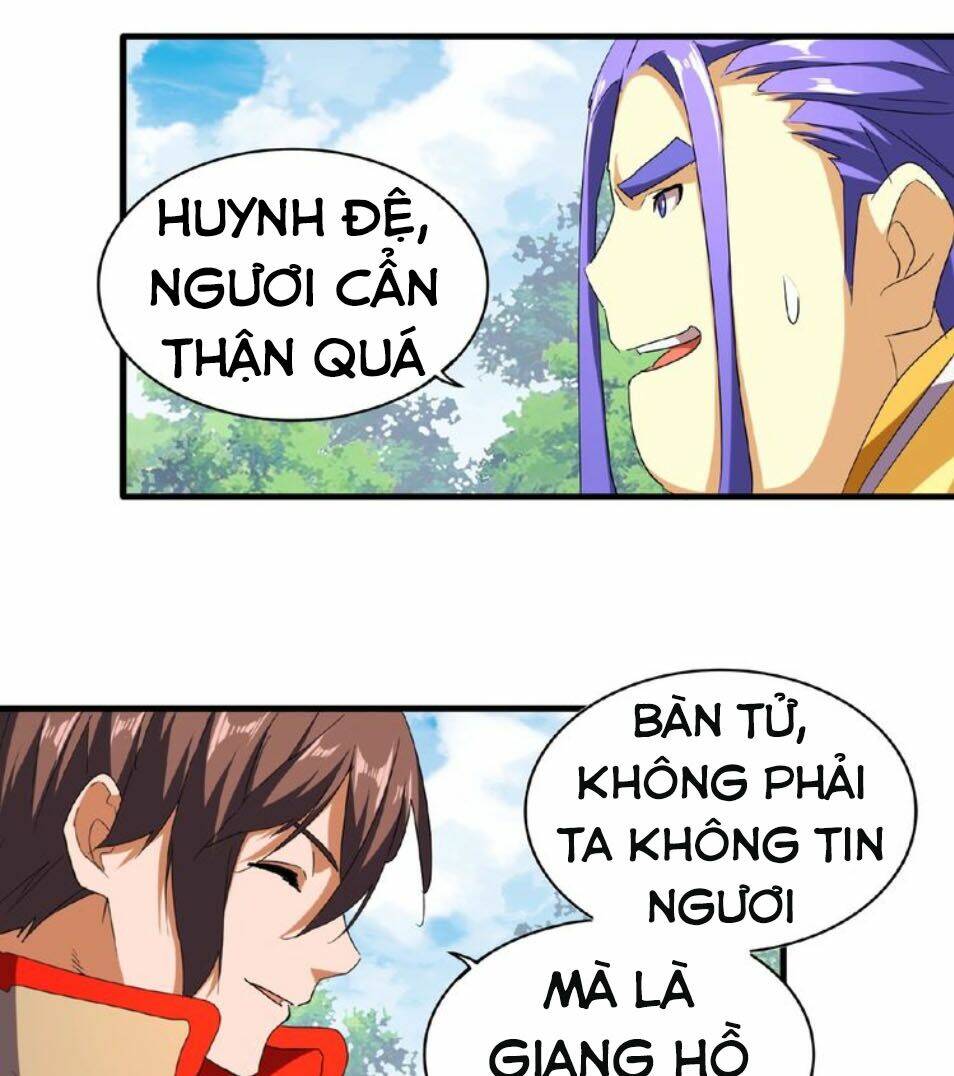 HUYNH ĐỆ,
NGƯƠI CẨN
THẬN QUÁ
BÀN TỬ,
KHÔNG PHẢI
TA KHÔNG TIN
NGƯƠI
MÀ LÀ
GIANG HỒ